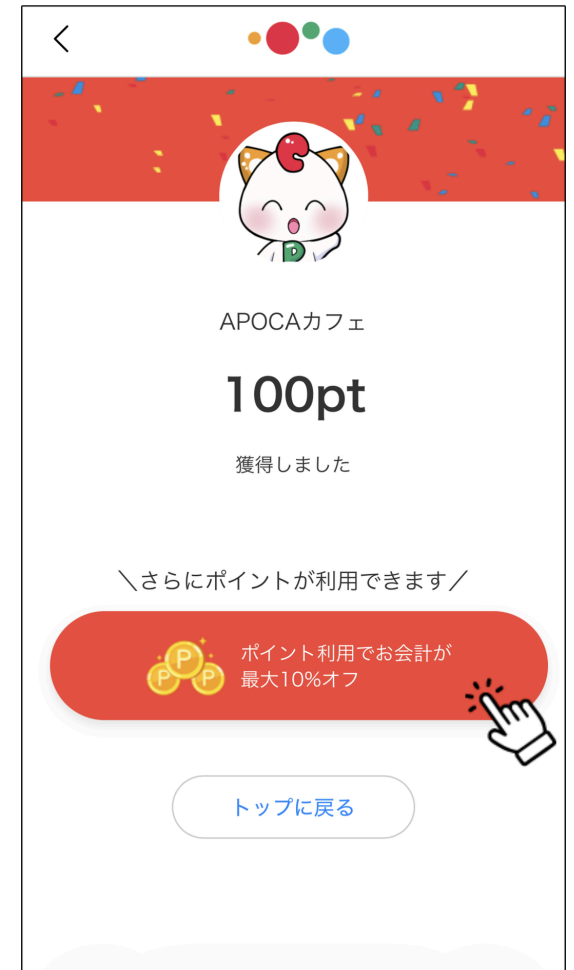 APOCAカフェ
100pt
獲得しました
＼さらにポイントが利用できます／
ポイント利用でお会計が
最大10%オフ
トップに戻る